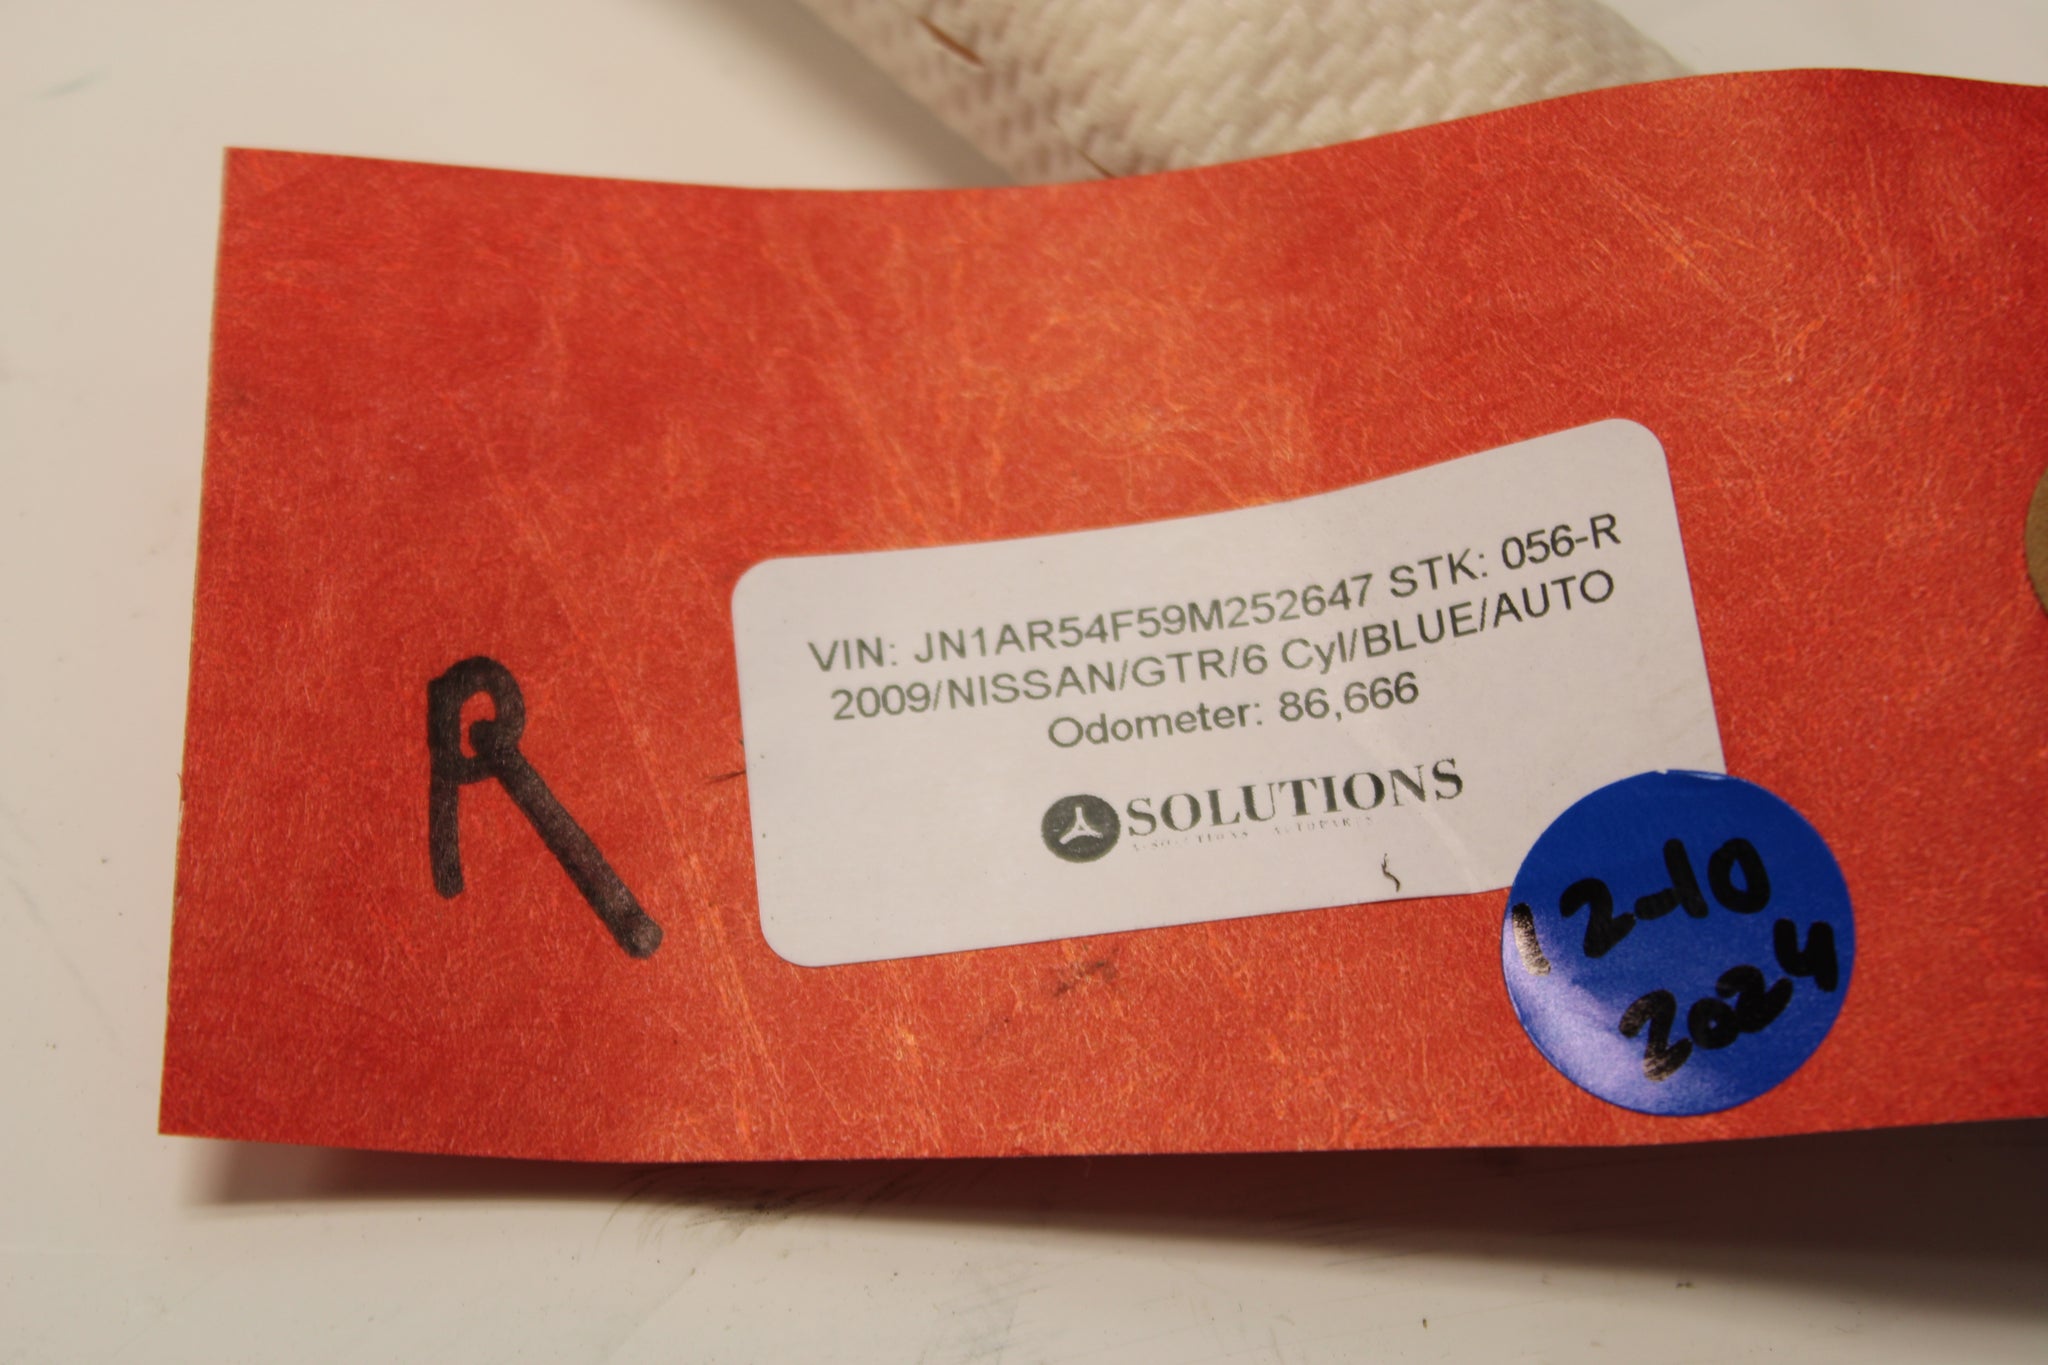 VIN: JN1AR54F59M252647 STK: 056-R
2009/NISSAN/GTR/6 Cyl/BLUE/AUTO
Odometer: 86,666
SOLUTIONS
R
12-10
2024